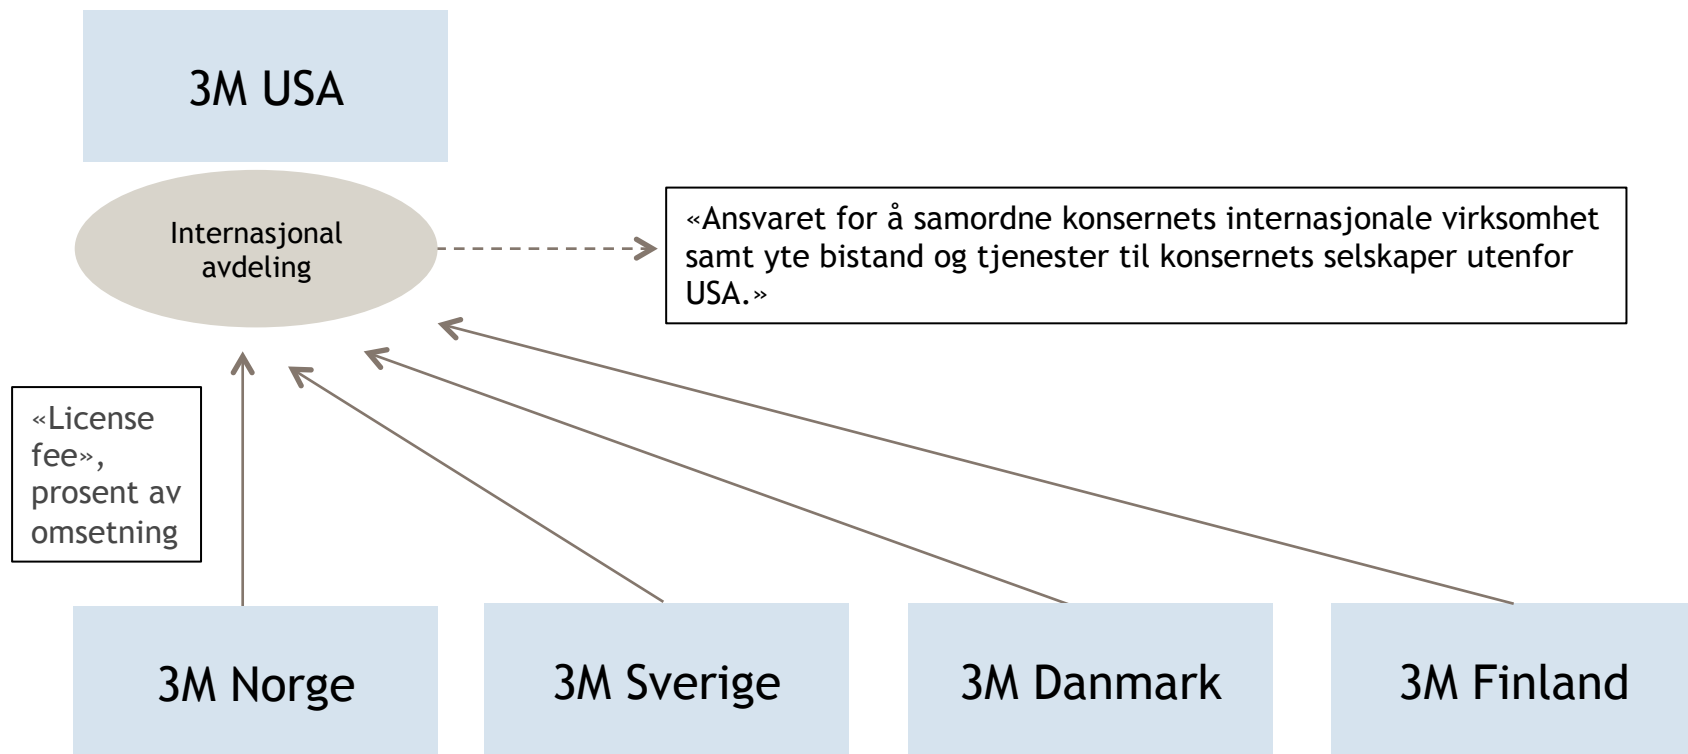 3M USA
Internasjonal
avdeling
«Ansvaret for å samordne konsernets internasjonale virksomhet
samt yte bistand og tjenester til konsernets selskaper utenfor
USA.»
«License
fee»,
prosent av
omsetning
3M Norge
3M Sverige
3M Danmark
3M Finland